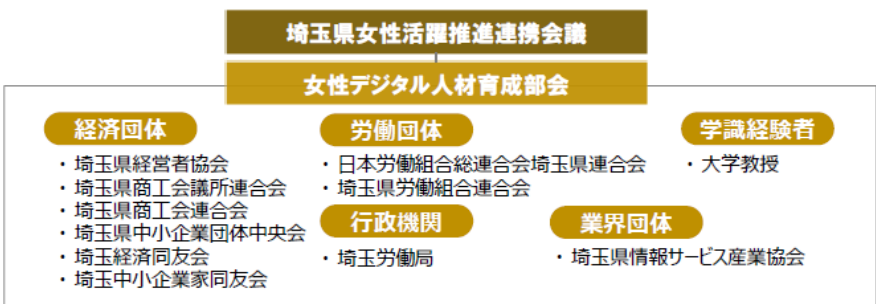 埼玉県女性活躍推進連携会議
女性デジタル人材育成部会
経済団体
・埼玉県経営者協会
・埼玉県商工会議所連合会
・埼玉県商工会連合会
・埼玉県中小企業団体中央会
・埼玉経済同友会
・埼玉中小企業家同友会
労働団体
・日本労働組合総連合会埼玉県連合会
・埼玉県労働組合連合会
行政機関
・埼玉労働局
学識経験者
・大学教授
業界団体
・埼玉県情報サービス産業協会